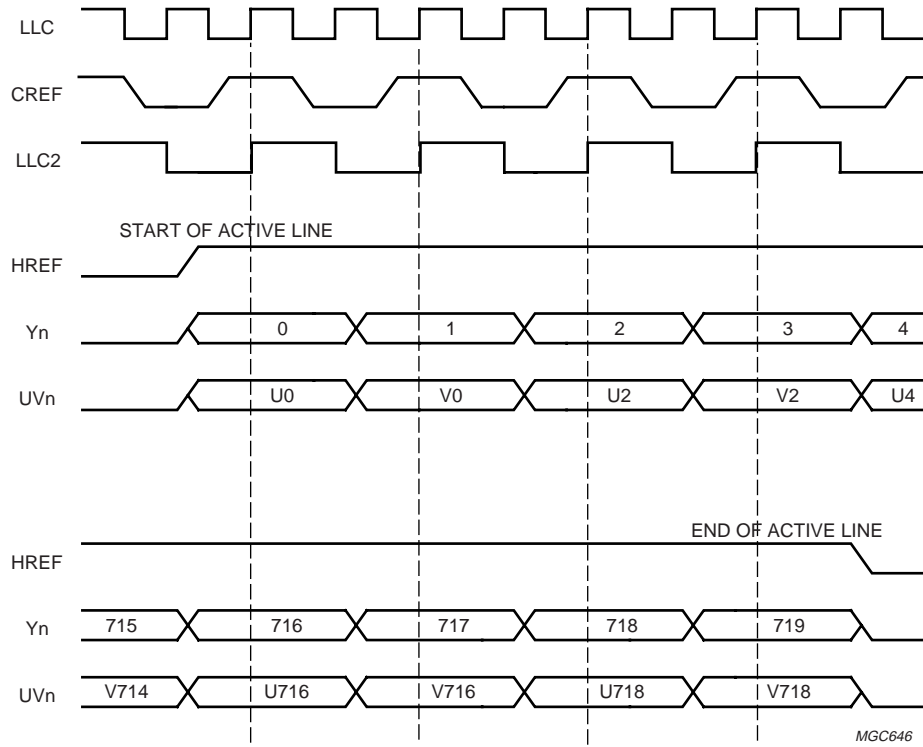 LLC
CREF
LLC2
START OF ACTIVE LINE
HREF
Yn 0 1 2 3 4
UVn U0 V0 U2 V2 U4
END OF ACTIVE LINE
HREF
Yn 715 716 717 718 719
UVn V714 U716 V716 U718 V718
MGC646